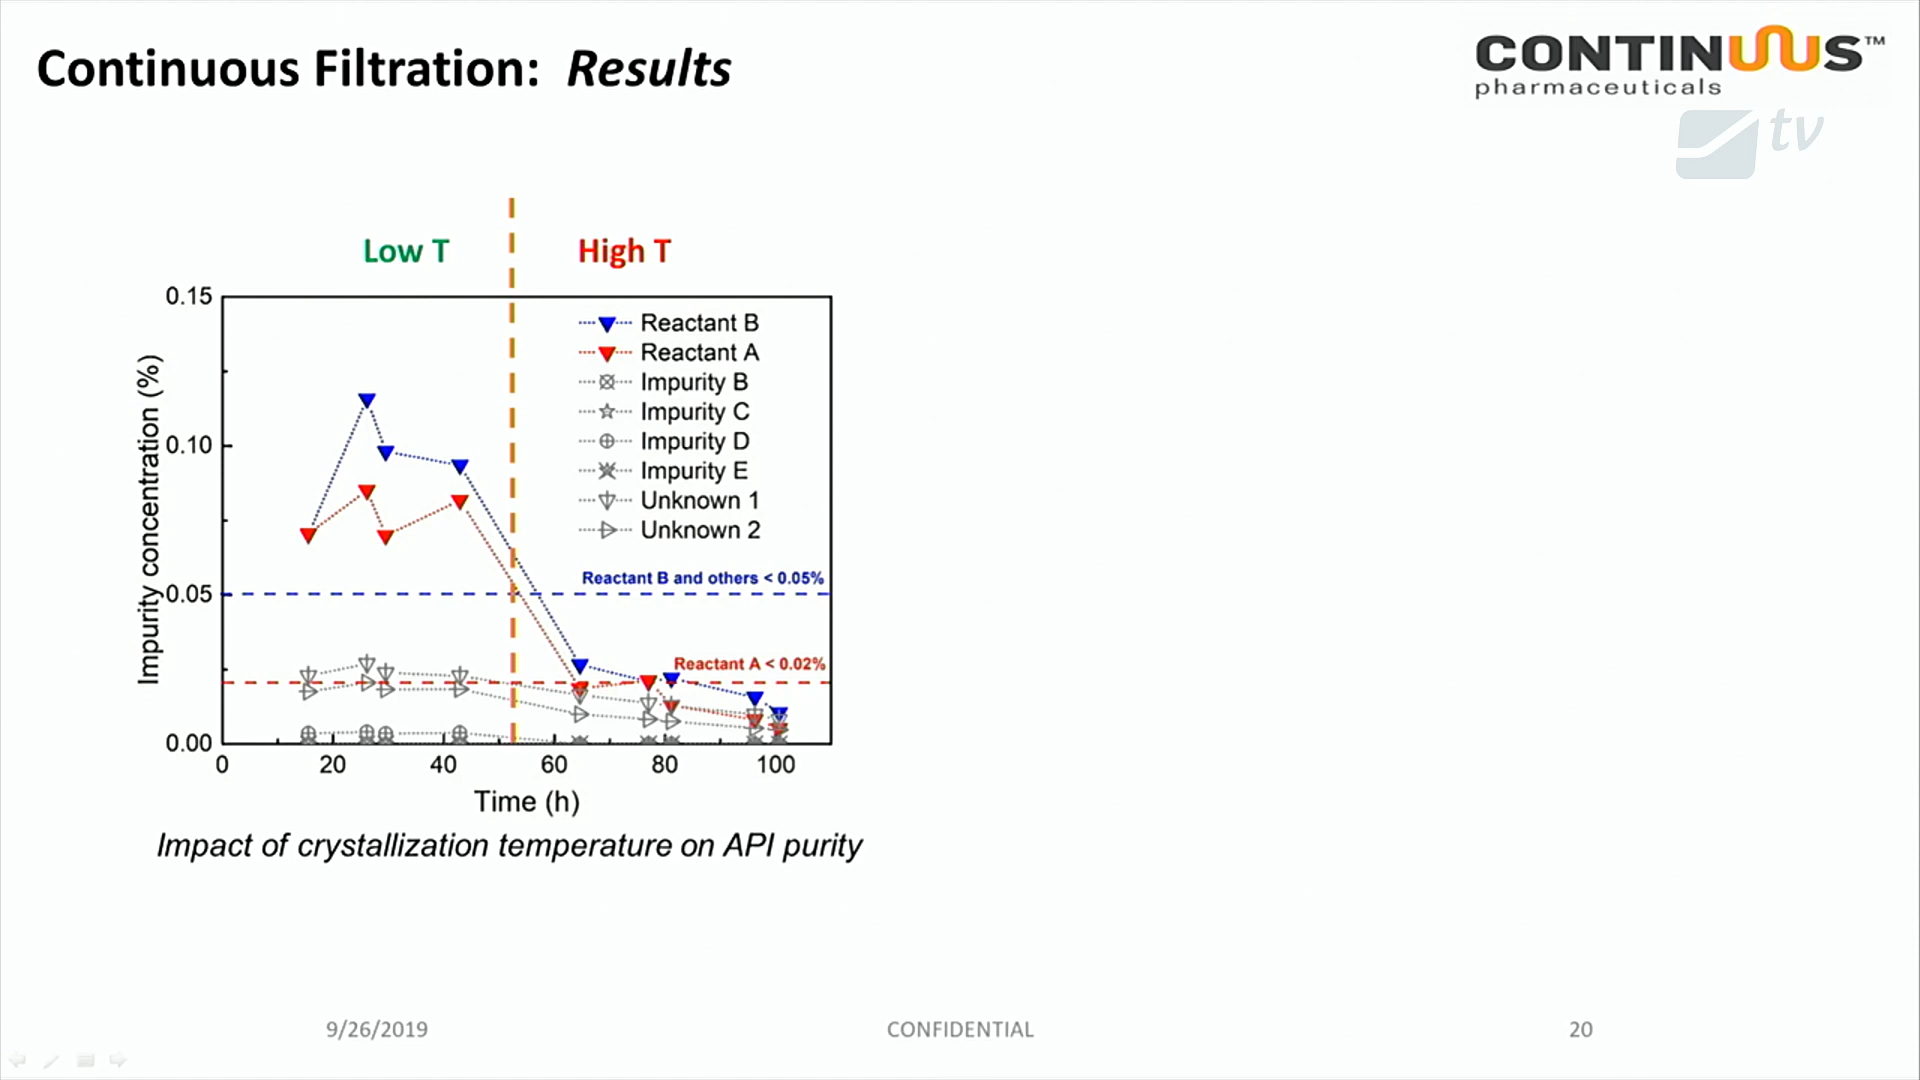 Continuous Filtration: Results
CONTINUUS™
pharmaceuticals
tv
Low T
High T
0.15
0.10
0.05
0.00
Impurity concentration (%)
Reactant B
Reactant A
Impurity B
Impurity C
Impurity D
Impurity E
Unknown 1
Unknown 2
Reactant B and others < 0.05%
Reactant A < 0.02%
0 20 40 60 80 100
Time (h)
Impact of crystallization temperature on API purity
9/26/2019
CONFIDENTIAL
20